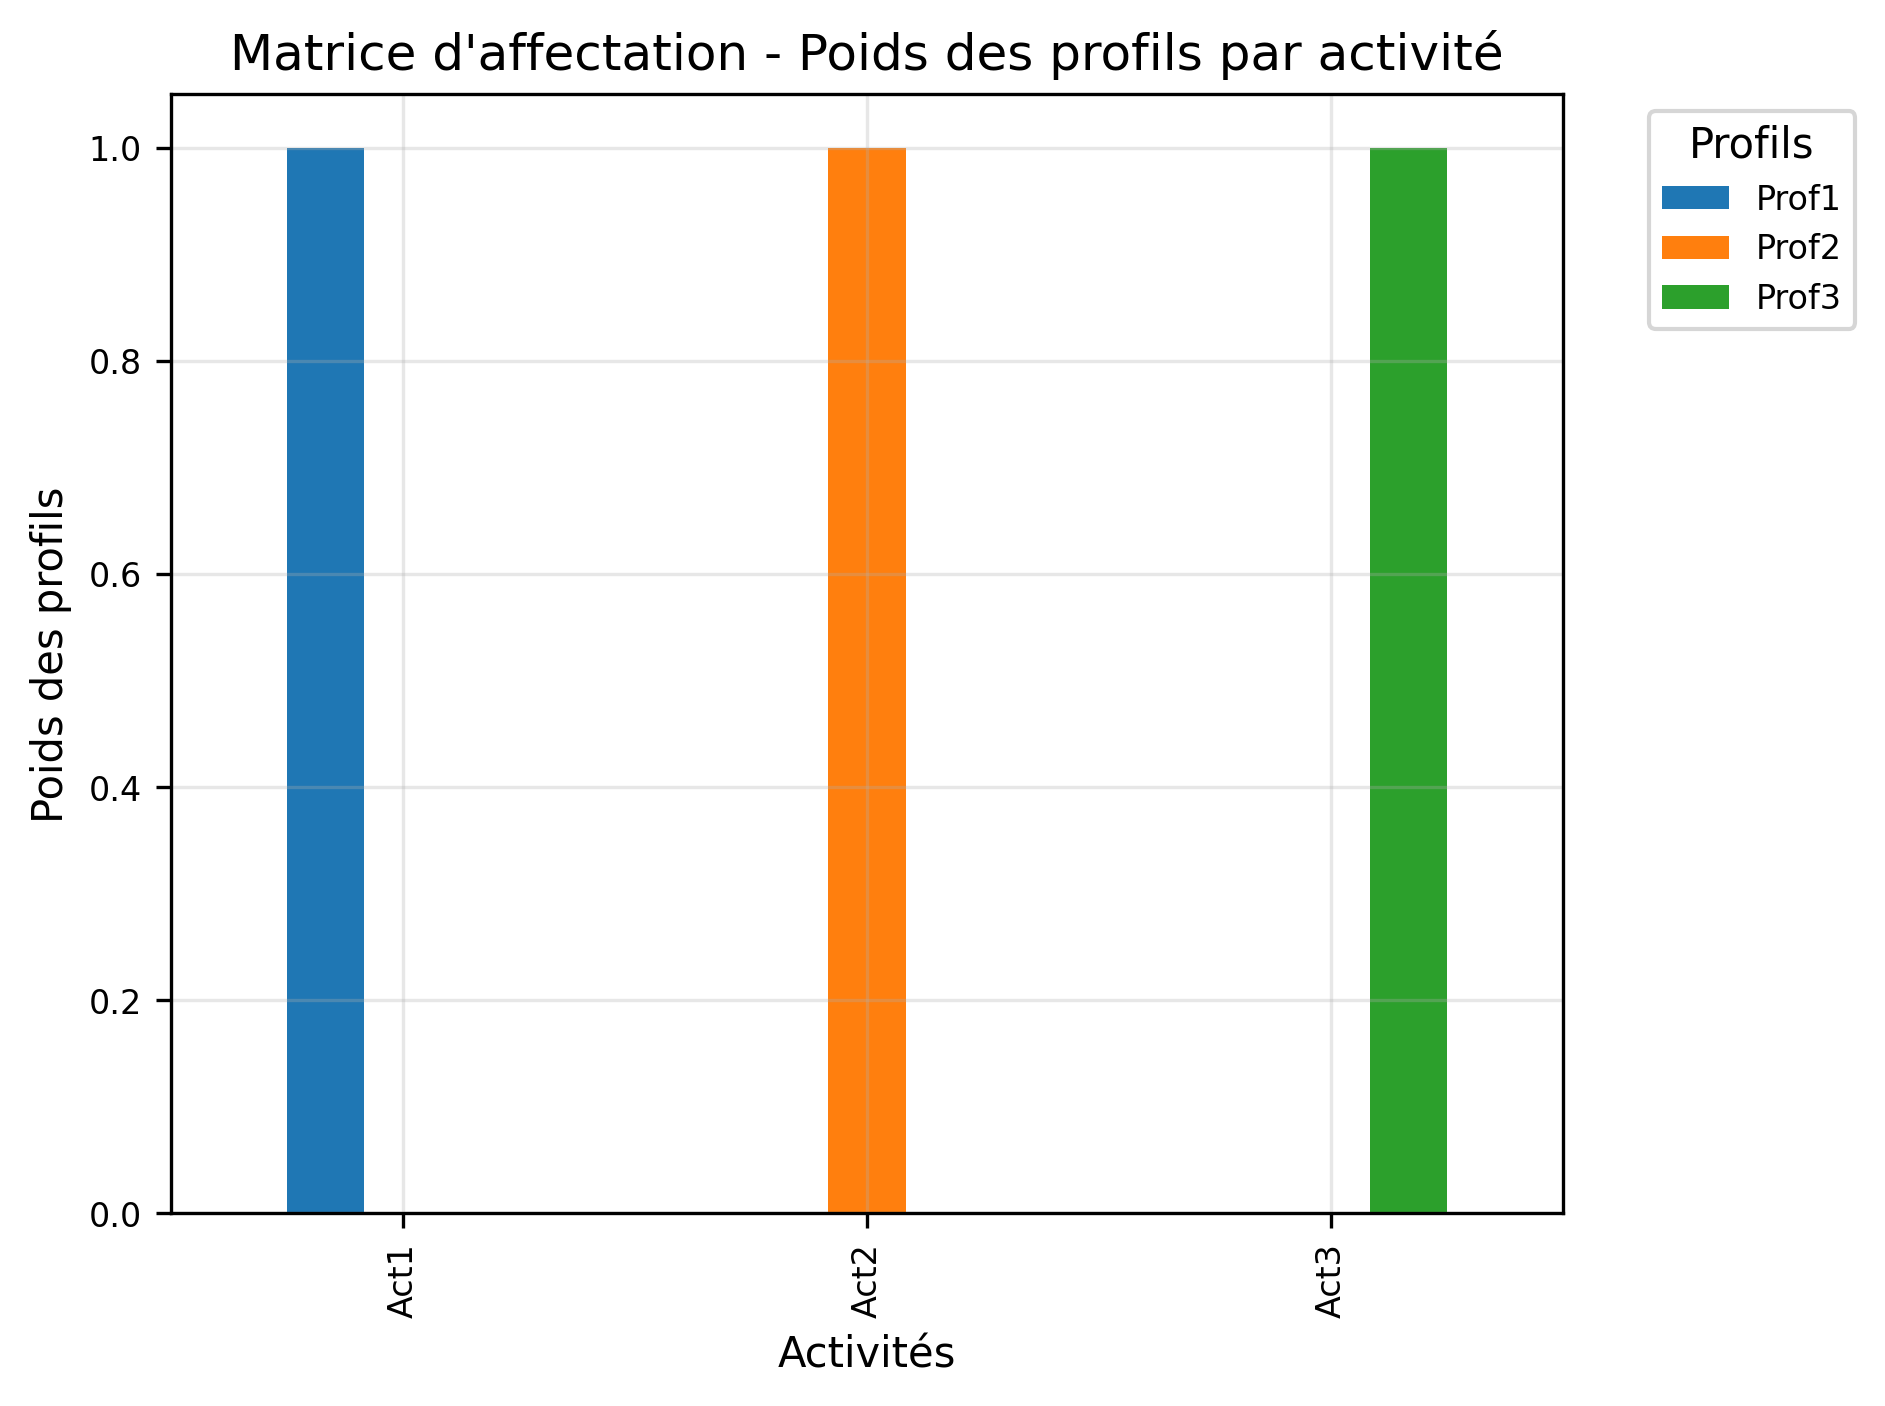 Matrice d'affectation - Poids des profils par activité
Profils
Prof1
Prof2
Prof3
Poids des profils
1.0
0.8
0.6
0.4
0.2
0.0
Act1
Act2
Act3
Activités